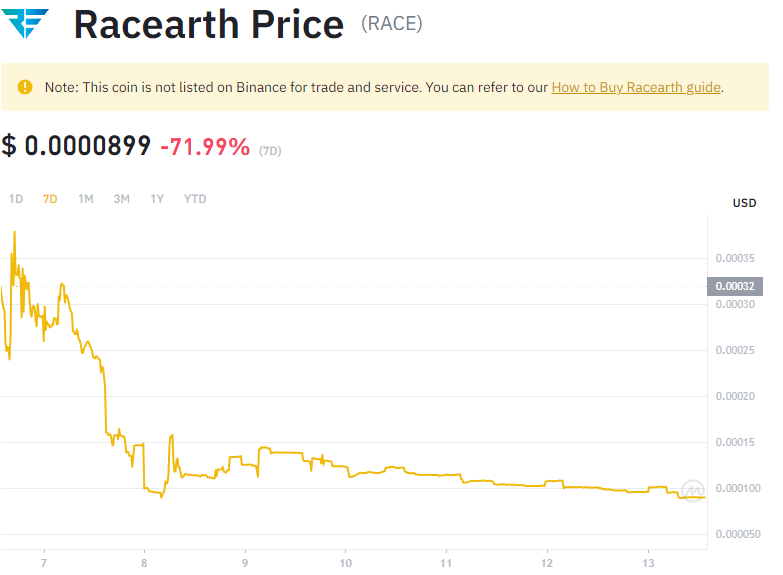 Racearth Price (RACE)
Note: This coin is not listed on Binance for trade and service. You can refer to our How to Buy Racearth guide.
$ 0.0000899 -71.99% (7D)
1D 7D 1M 3M 1Y YTD
USD
0.00035
0.00032
0.00030
0.00025
0.00020
0.00015
0.000100
0.000050
7 8 9 10 11 12 13